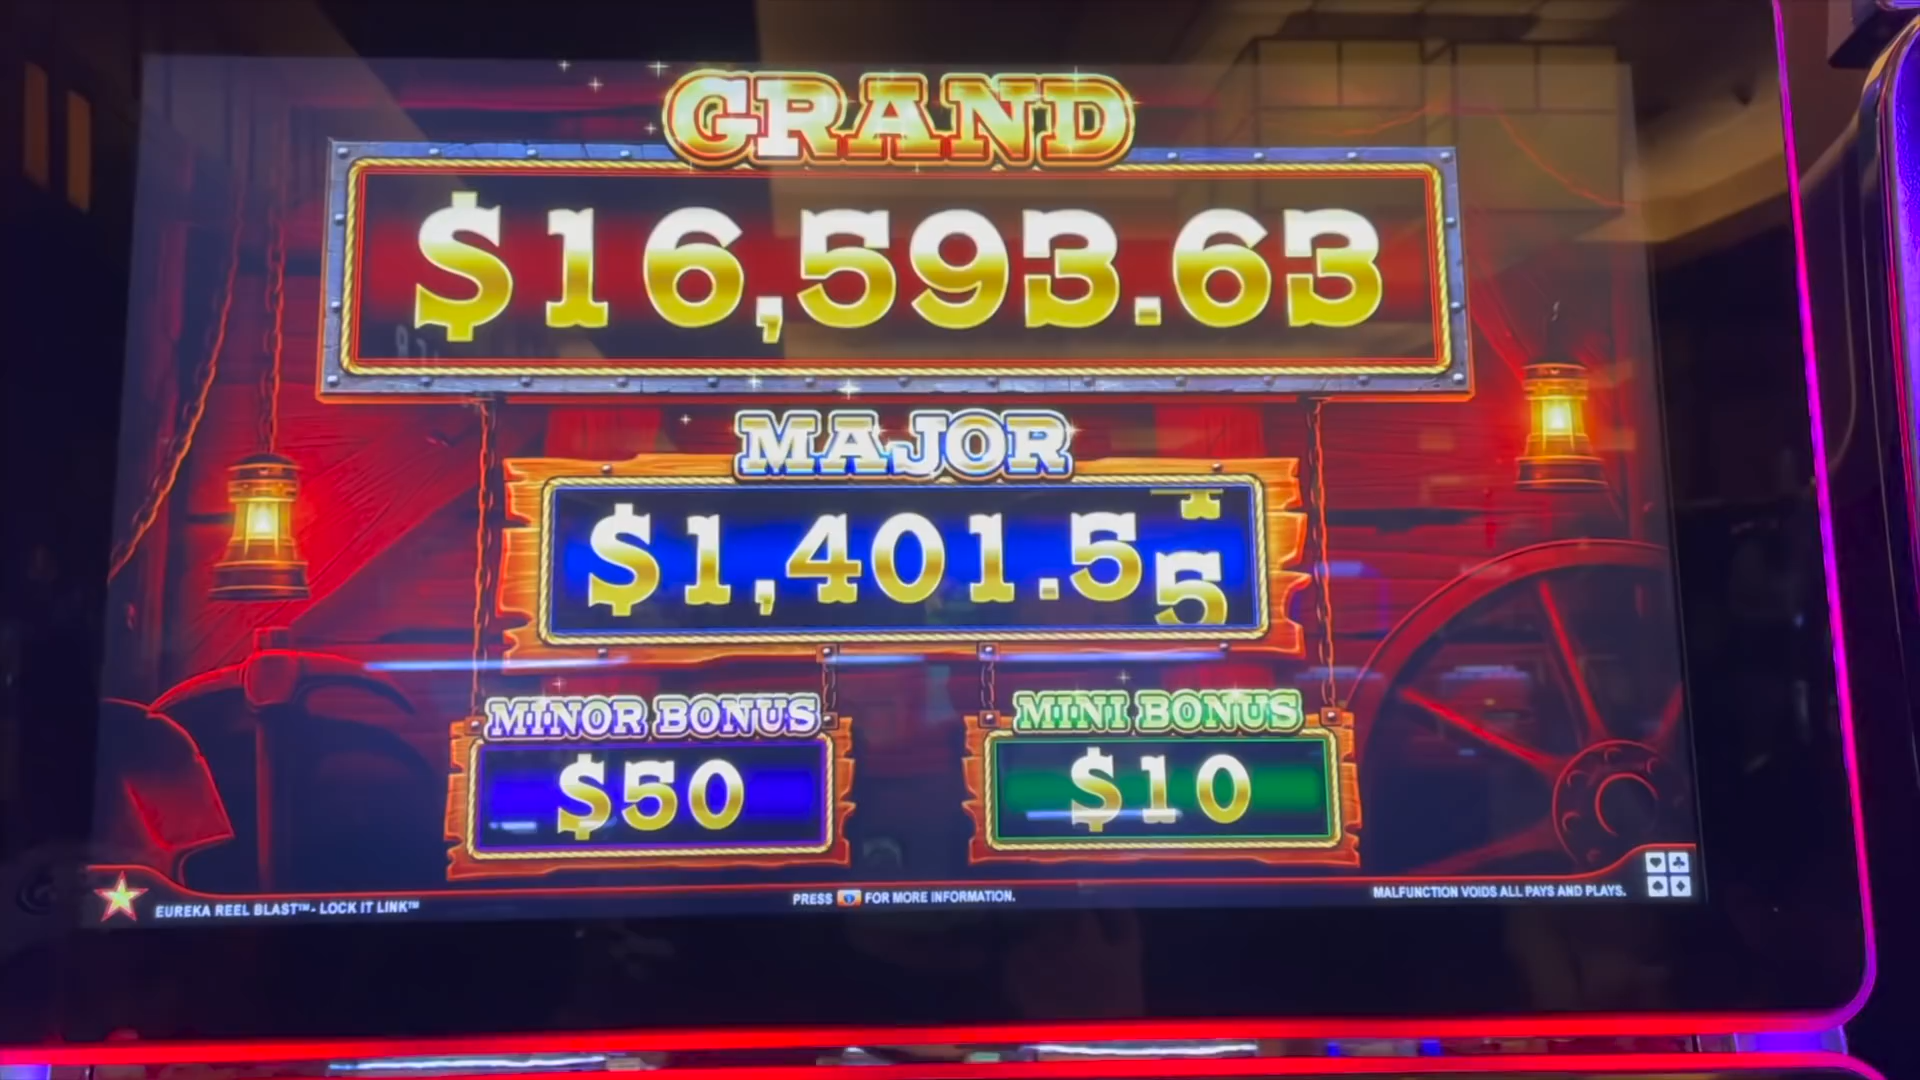 GRAND
$16,593.63
MAJOR
$1,401.55
MINOR BONUS
$50
MINI BONUS
$10
EUREKA REEL BLAST™- LOCK IT LINK™
PRESS FOR MORE INFORMATION.
MALFUNCTION VOIDS ALL PAYS AND PLAYS.